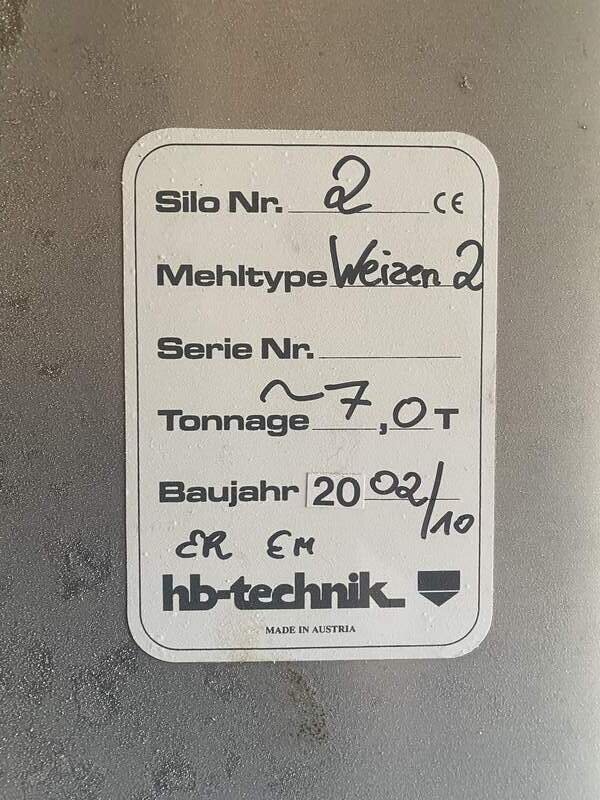 Silo Nr. 2 CE
Mehltype Weizen 2
Serie Nr.
Tonnage ~7,0 T
Baujahr 2002/10
ER EM
hb-technik
MADE IN AUSTRIA